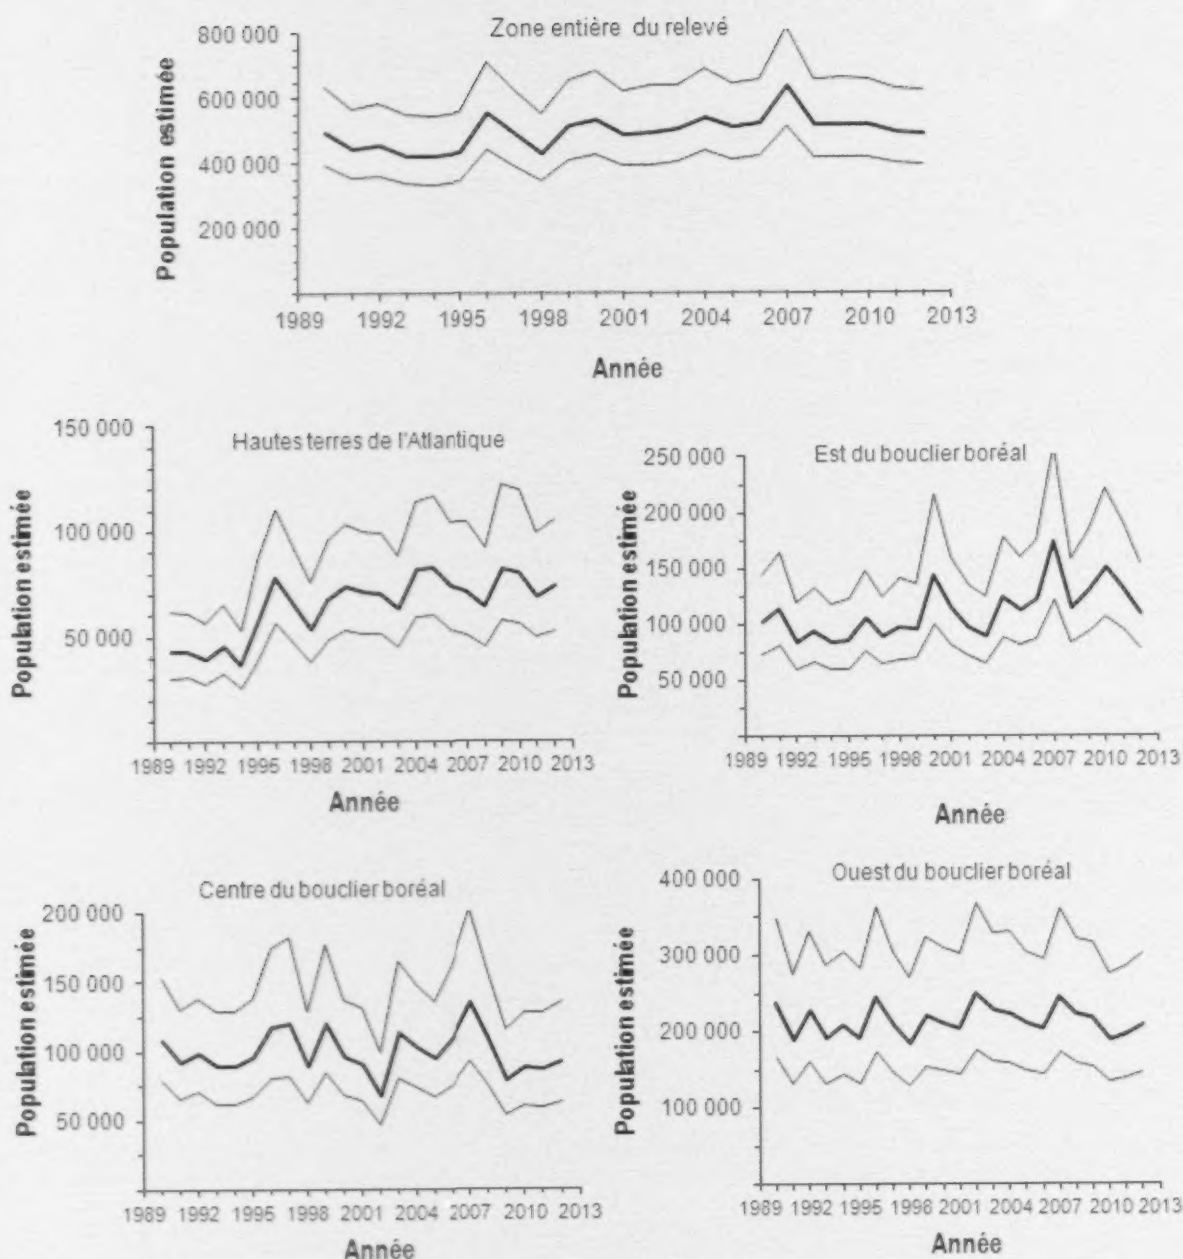 Zone entière du relevé
Population estimée
800 000
600 000
400 000
200 000
1989 1992 1995 1998 2001 2004 2007 2010 2013
Année
Hautes terres de l'Atlantique
Population estimée
150 000
100 000
50 000
1989 1992 1995 1998 2001 2004 2007 2010 2013
Année
Est du bouclier boréal
Population estimée
250 000
200 000
150 000
100 000
50 000
1989 1992 1995 1998 2001 2004 2007 2010 2013
Année
Centre du bouclier boréal
Population estimée
200 000
150 000
100 000
50 000
1989 1992 1995 1998 2001 2004 2007 2010 2013
Année
Ouest du bouclier boréal
Population estimée
400 000
300 000
200 000
100 000
1989 1992 1995 1998 2001 2004 2007 2010 2013
Année